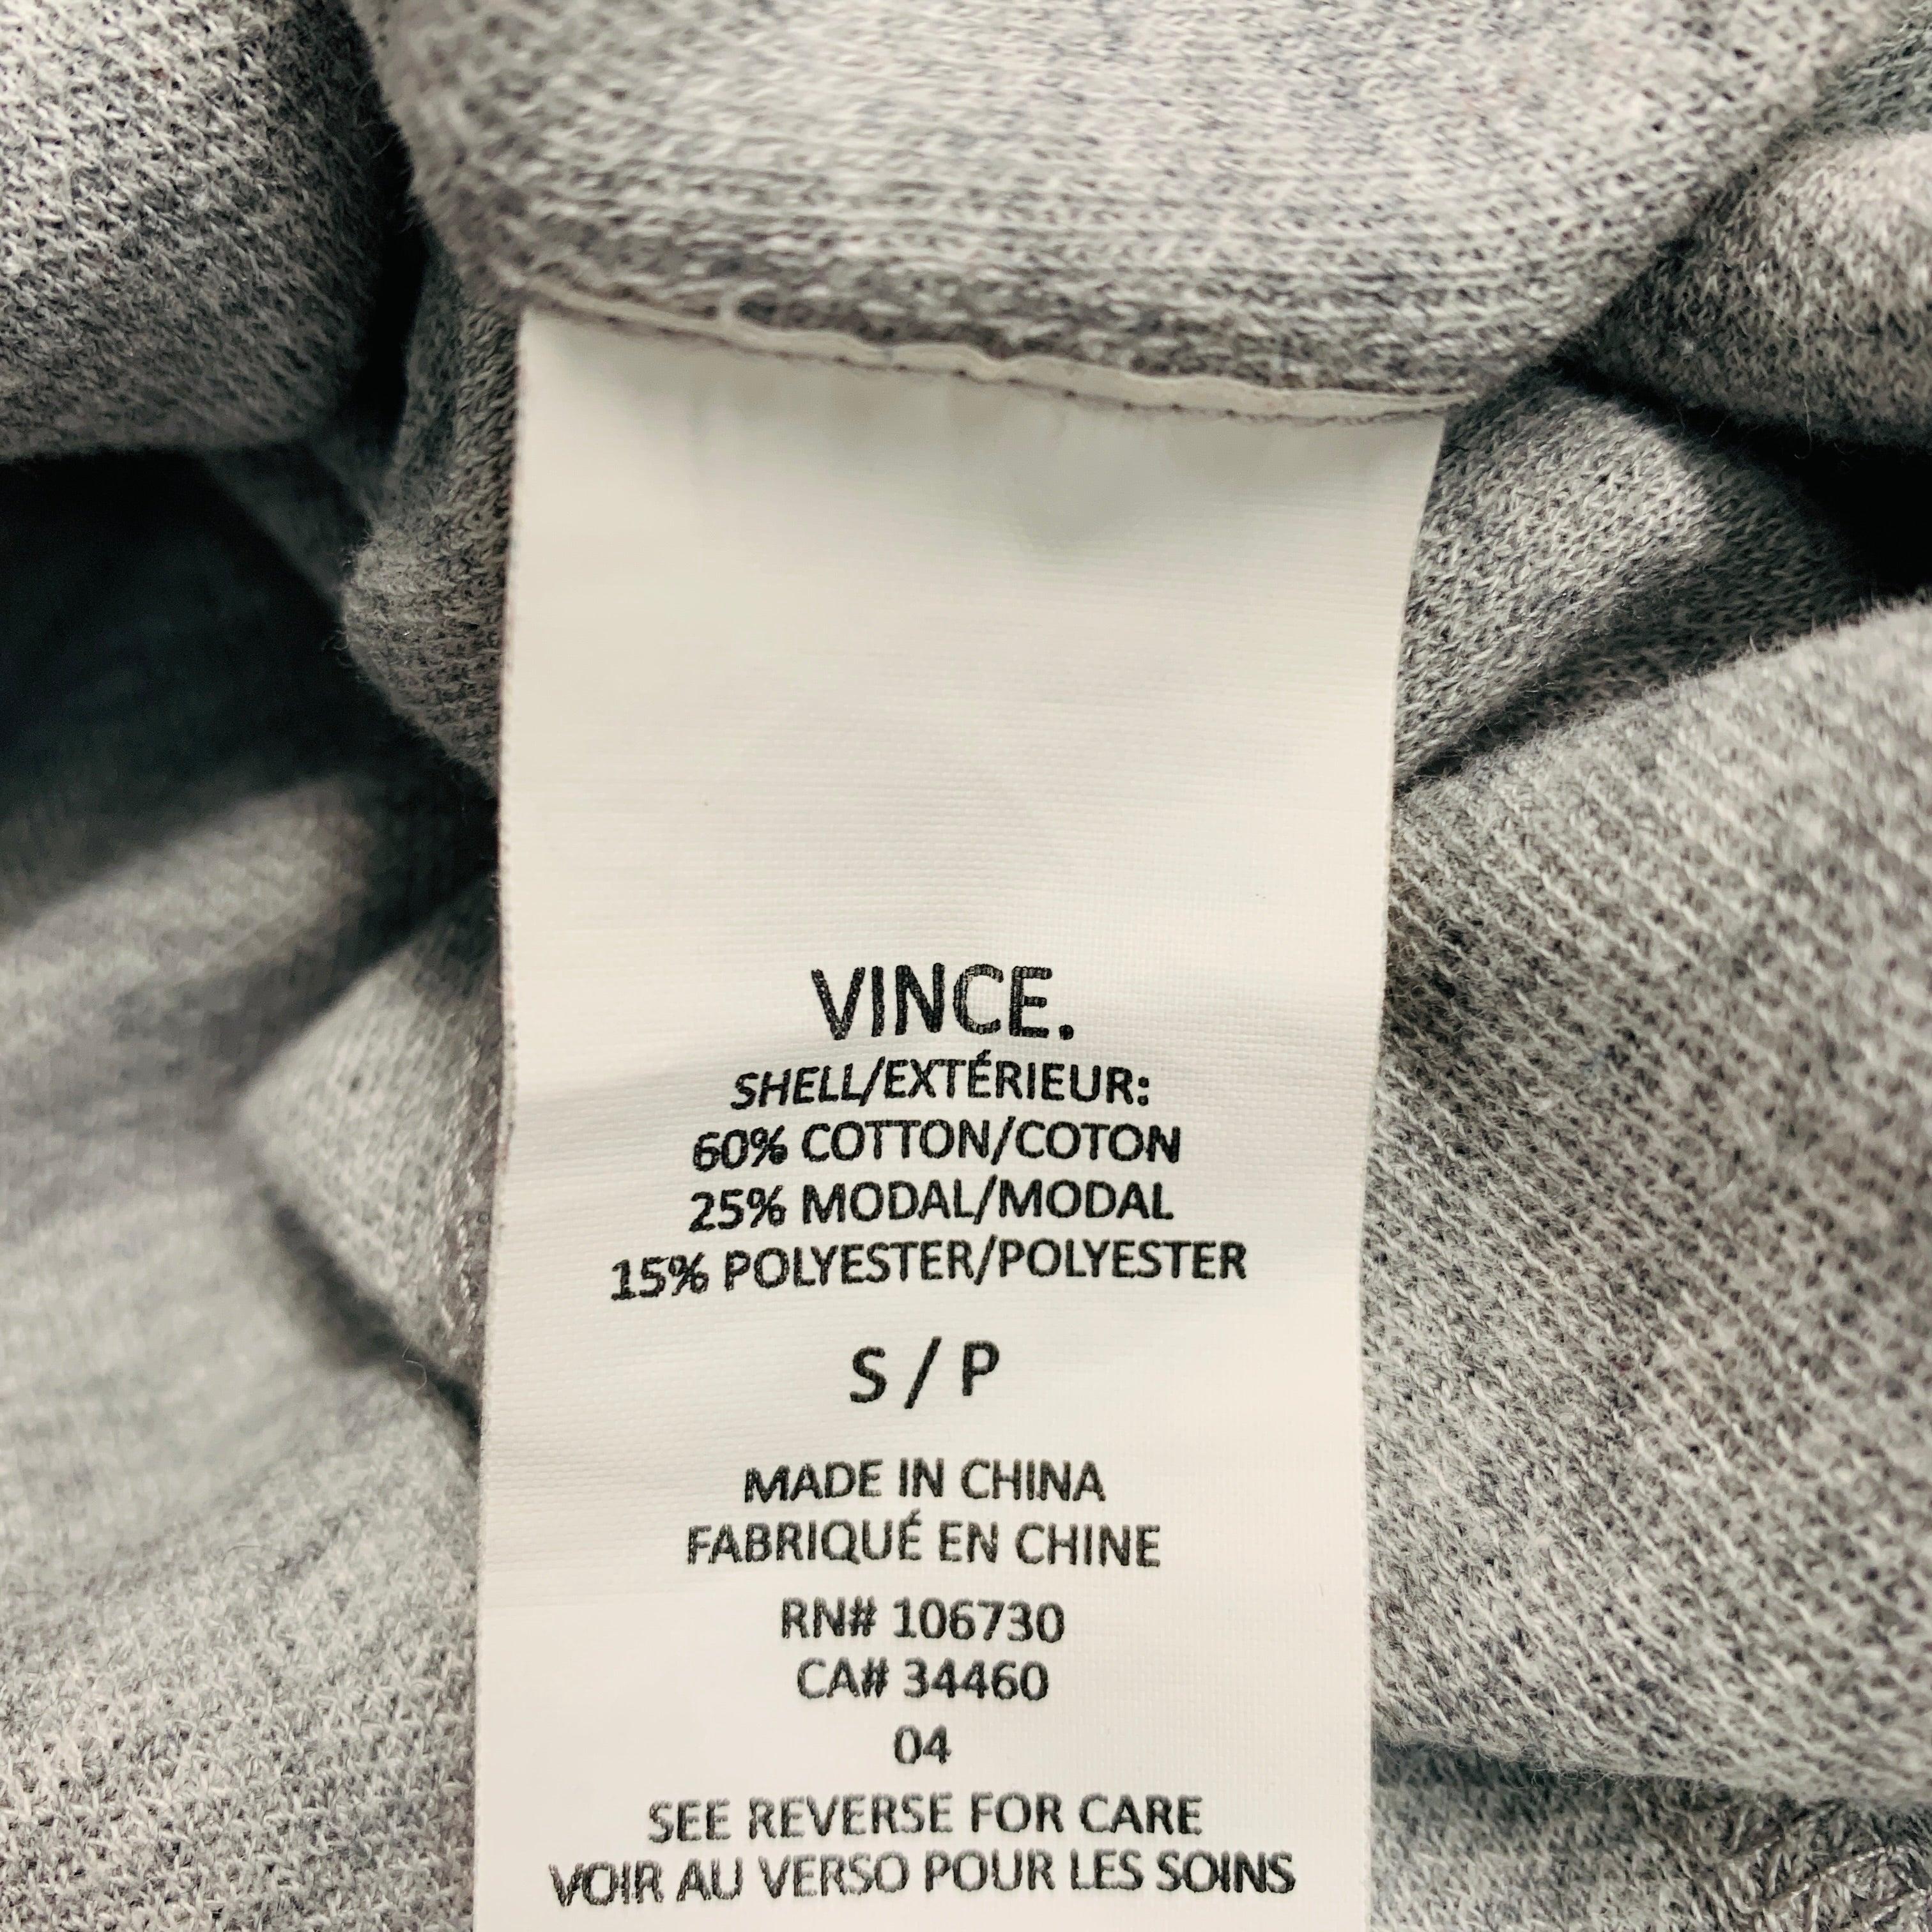 VINCE.
SHELL/EXTÉRIEUR:
60% COTTON/COTON
25% MODAL/MODAL
15% POLYESTER/POLYESTER
S / P
MADE IN CHINA
FABRIQUÉ EN CHINE
RN# 106730
CA# 34460
04
SEE REVERSE FOR CARE
VOIR AU VERSO POUR LES SOINS